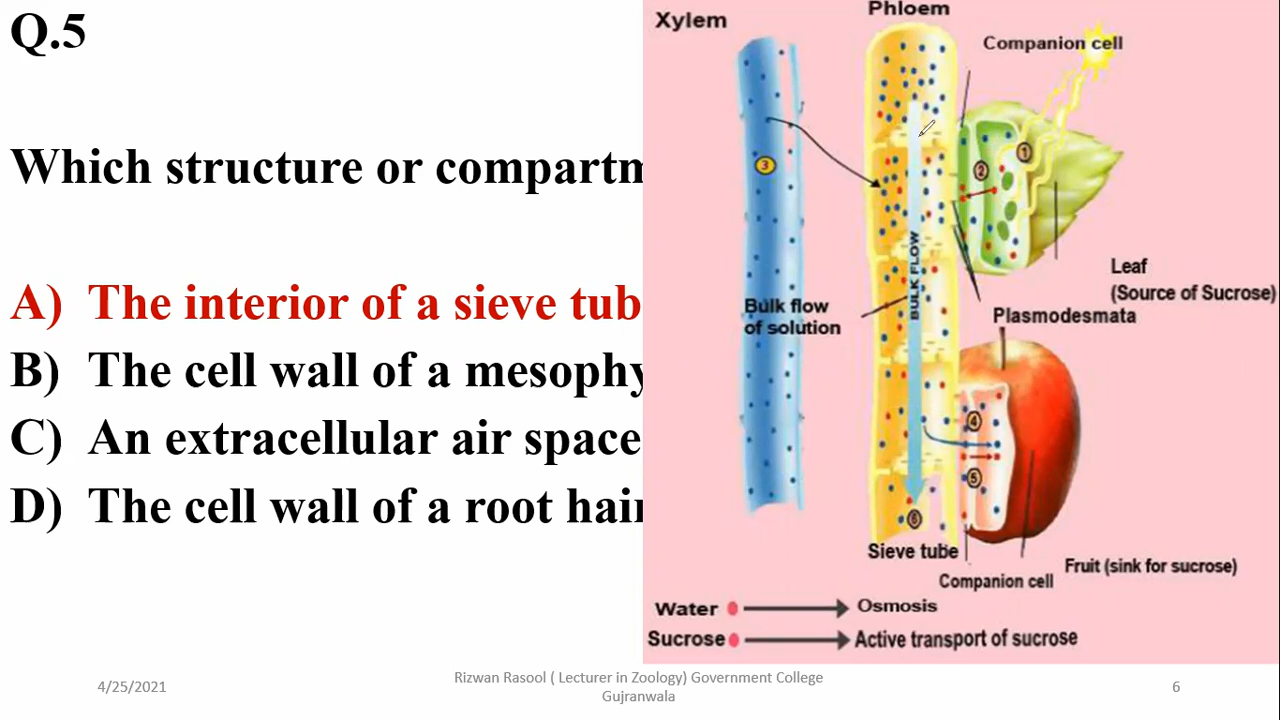 Q.5
Which structure or compartm
A) The interior of a sieve tub
B) The cell wall of a mesophy
C) An extracellular air space
D) The cell wall of a root hair
Xylem
Phloem
Companion cell
3
2
1
BULK FLOW
Bulk flow
of solution
Leaf
(Source of Sucrose)
Plasmodesmata
4
5
6
Sieve tube
Companion cell
Fruit (sink for sucrose)
Water
Osmosis
Sucrose
Active transport of sucrose
4/25/2021
Rizwan Rasool ( Lecturer in Zoology) Government College
Gujranwala
6